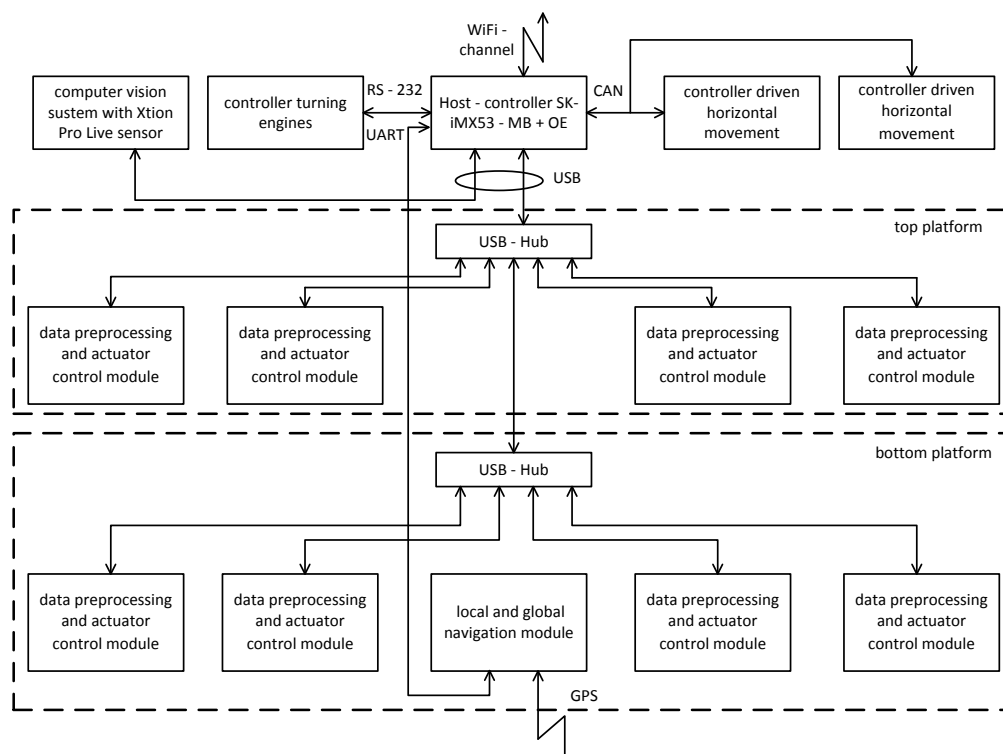 WiFi -
channel
computer vision
sustem with Xtion
Pro Live sensor
controller turning
engines
RS - 232
UART
Host - controller SK-
iMX53 - MB + OE
CAN
controller driven
horizontal
movement
controller driven
horizontal
movement
USB
top platform
USB - Hub
data preprocessing
and actuator
control module
data preprocessing
and actuator
control module
data preprocessing
and actuator
control module
data preprocessing
and actuator
control module
bottom platform
USB - Hub
data preprocessing
and actuator
control module
data preprocessing
and actuator
control module
local and global
navigation module
data preprocessing
and actuator
control module
data preprocessing
and actuator
control module
GPS